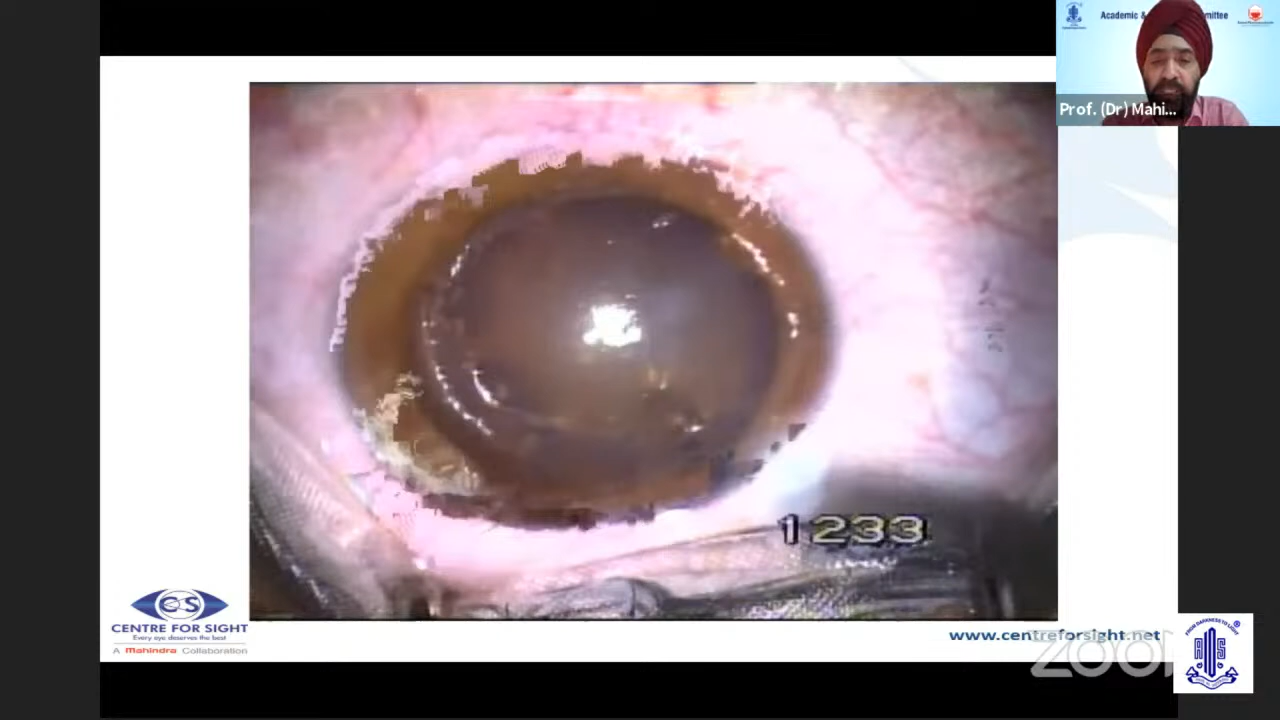 Academic &
mittee
Prof. (Dr) Mahi...
1233
CENTRE FOR SIGHT
Every eye deserves the best
A Mahindra Collaboration
www.centreforsight.net
zoom